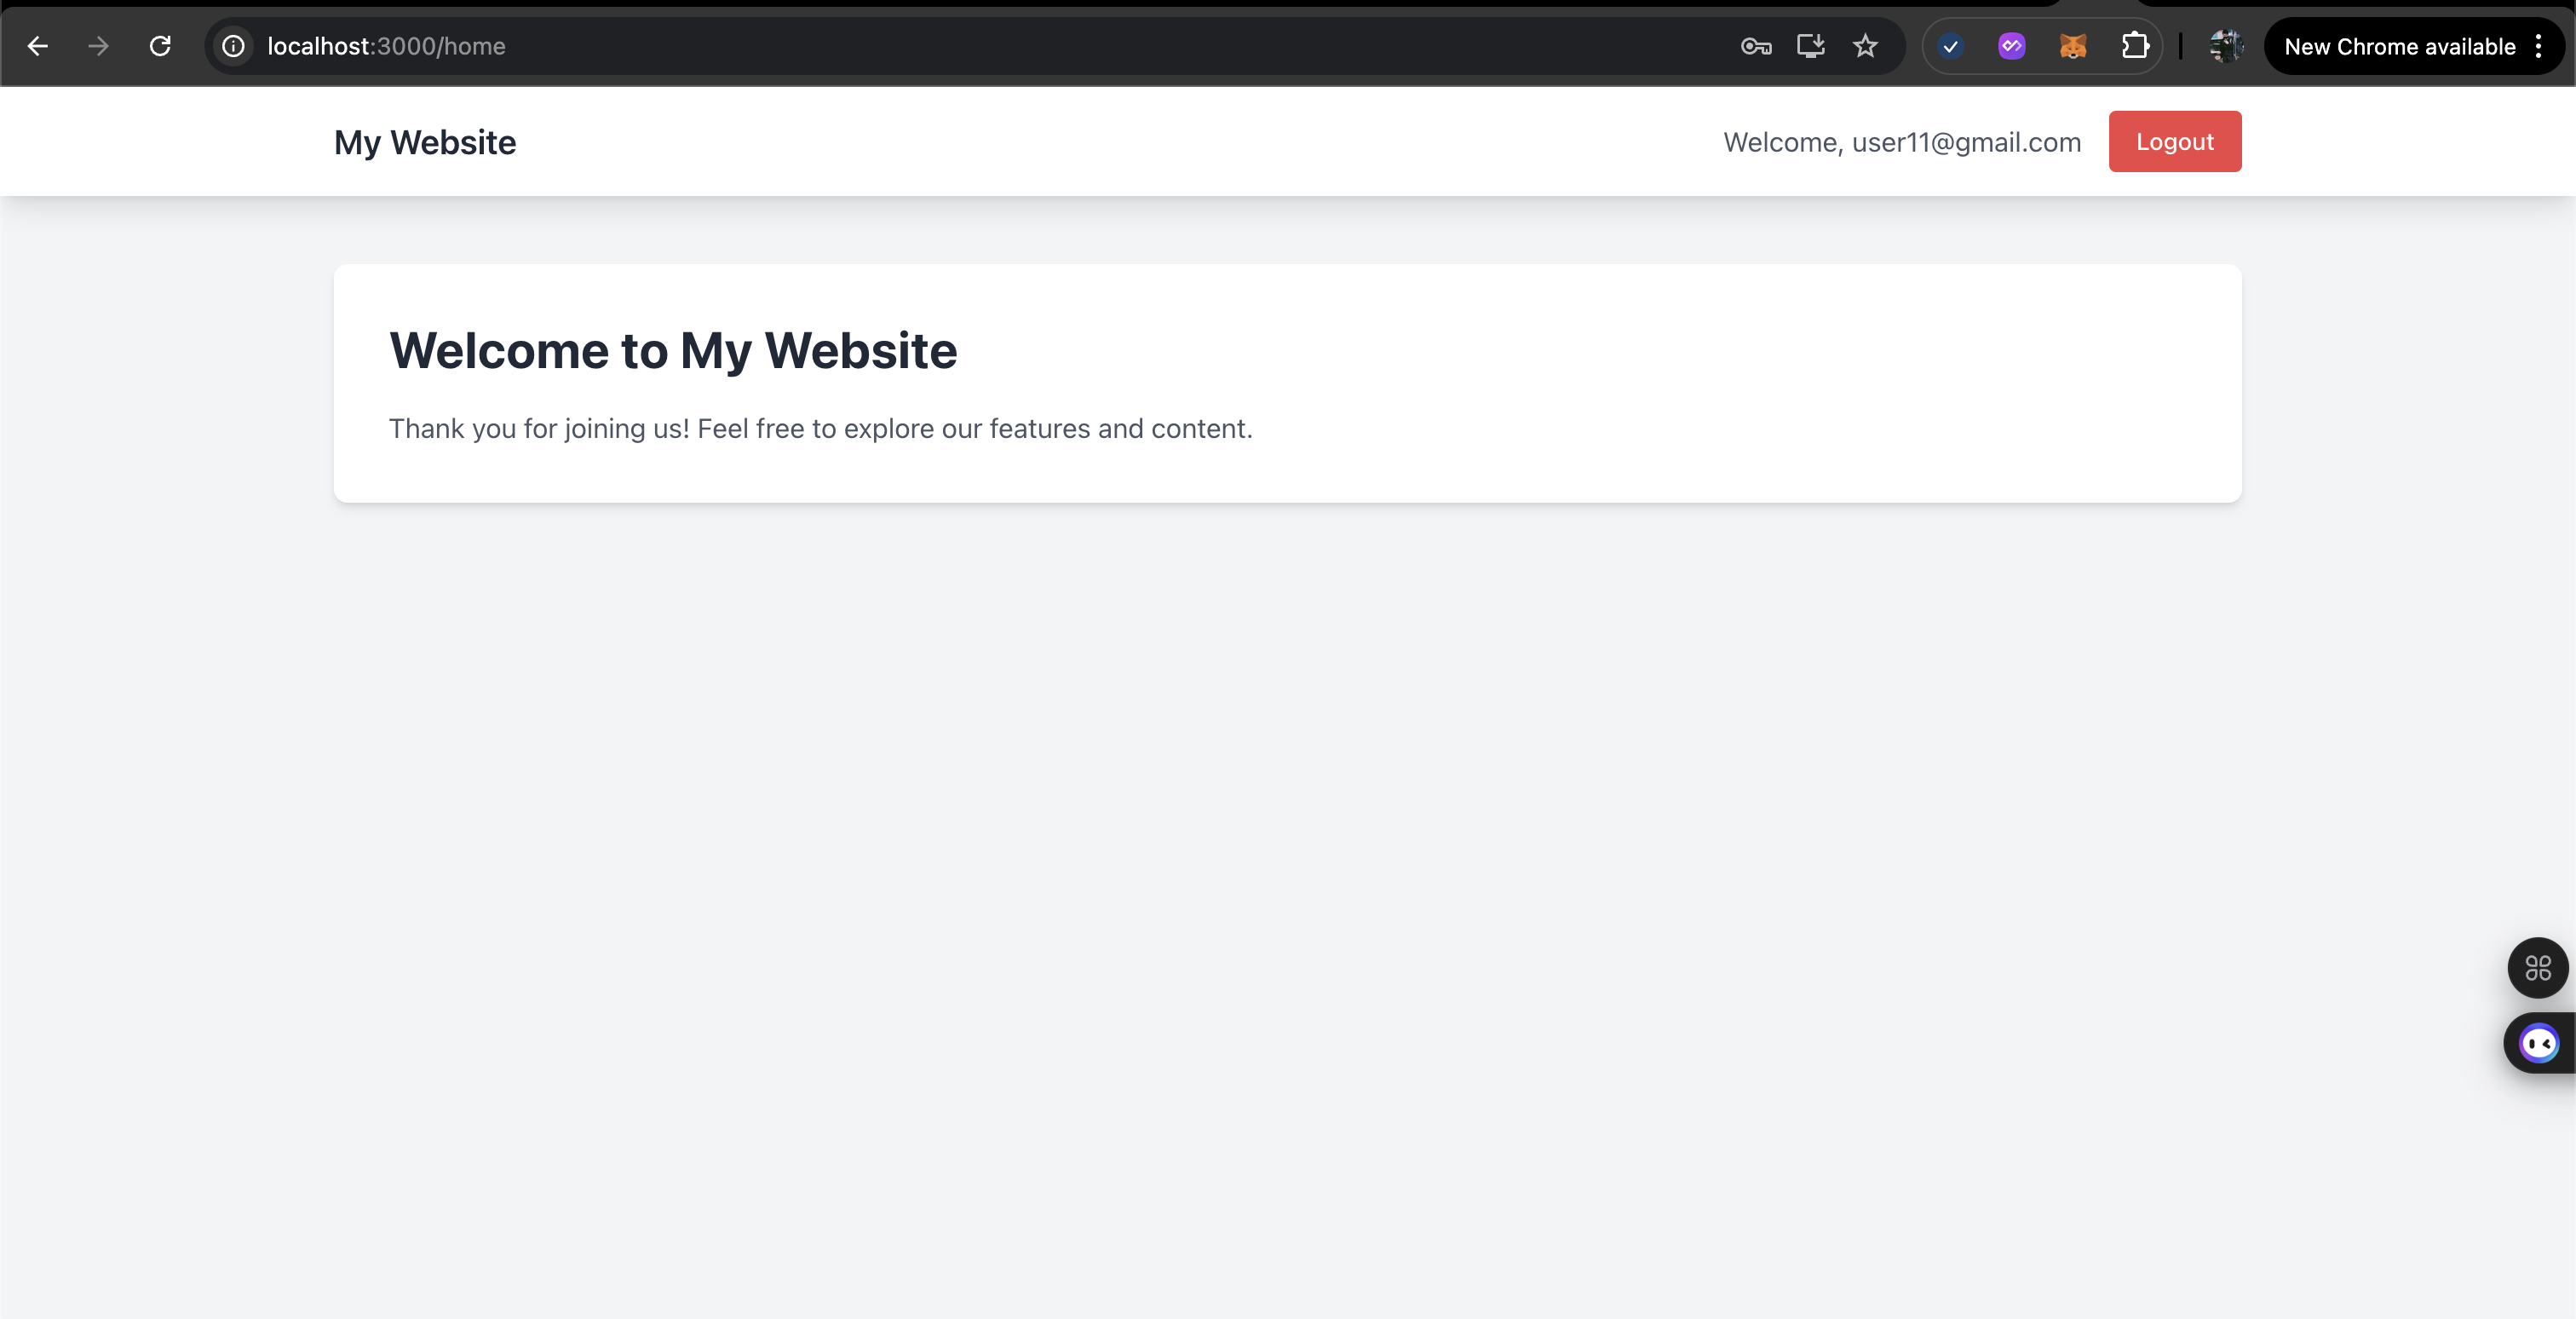 localhost:3000/home
New Chrome available
My Website
Welcome, user11@gmail.com
Logout
Welcome to My Website
Thank you for joining us! Feel free to explore our features and content.